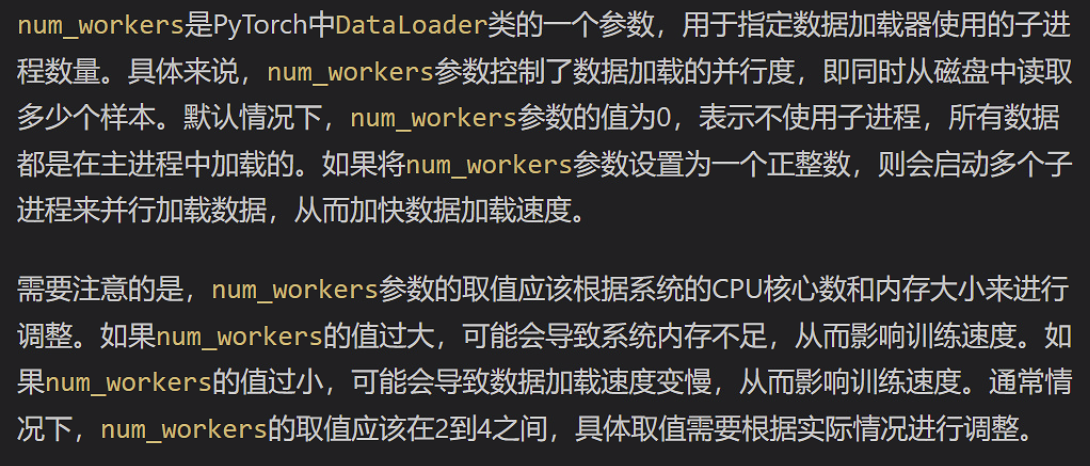 num_workers是PyTorch中DataLoader类的一个参数，用于指定数据加载器使用的子进
程数量。具体来说，num_workers参数控制了数据加载的并行度，即同时从磁盘中读取
多少个样本。默认情况下，num_workers参数的值为0，表示不使用子进程，所有数据
都是在主进程中加载的。如果将num_workers参数设置为一个正整数，则会启动多个子
进程来并行加载数据，从而加快数据加载速度。
需要注意的是，num_workers参数的取值应该根据系统的CPU核心数和内存大小来进行
调整。如果num_workers的值过大，可能会导致系统内存不足，从而影响训练速度。如
果num_workers的值过小，可能会导致数据加载速度变慢，从而影响训练速度。通常情
况下，num_workers的取值应该在2到4之间，具体取值需要根据实际情况进行调整。